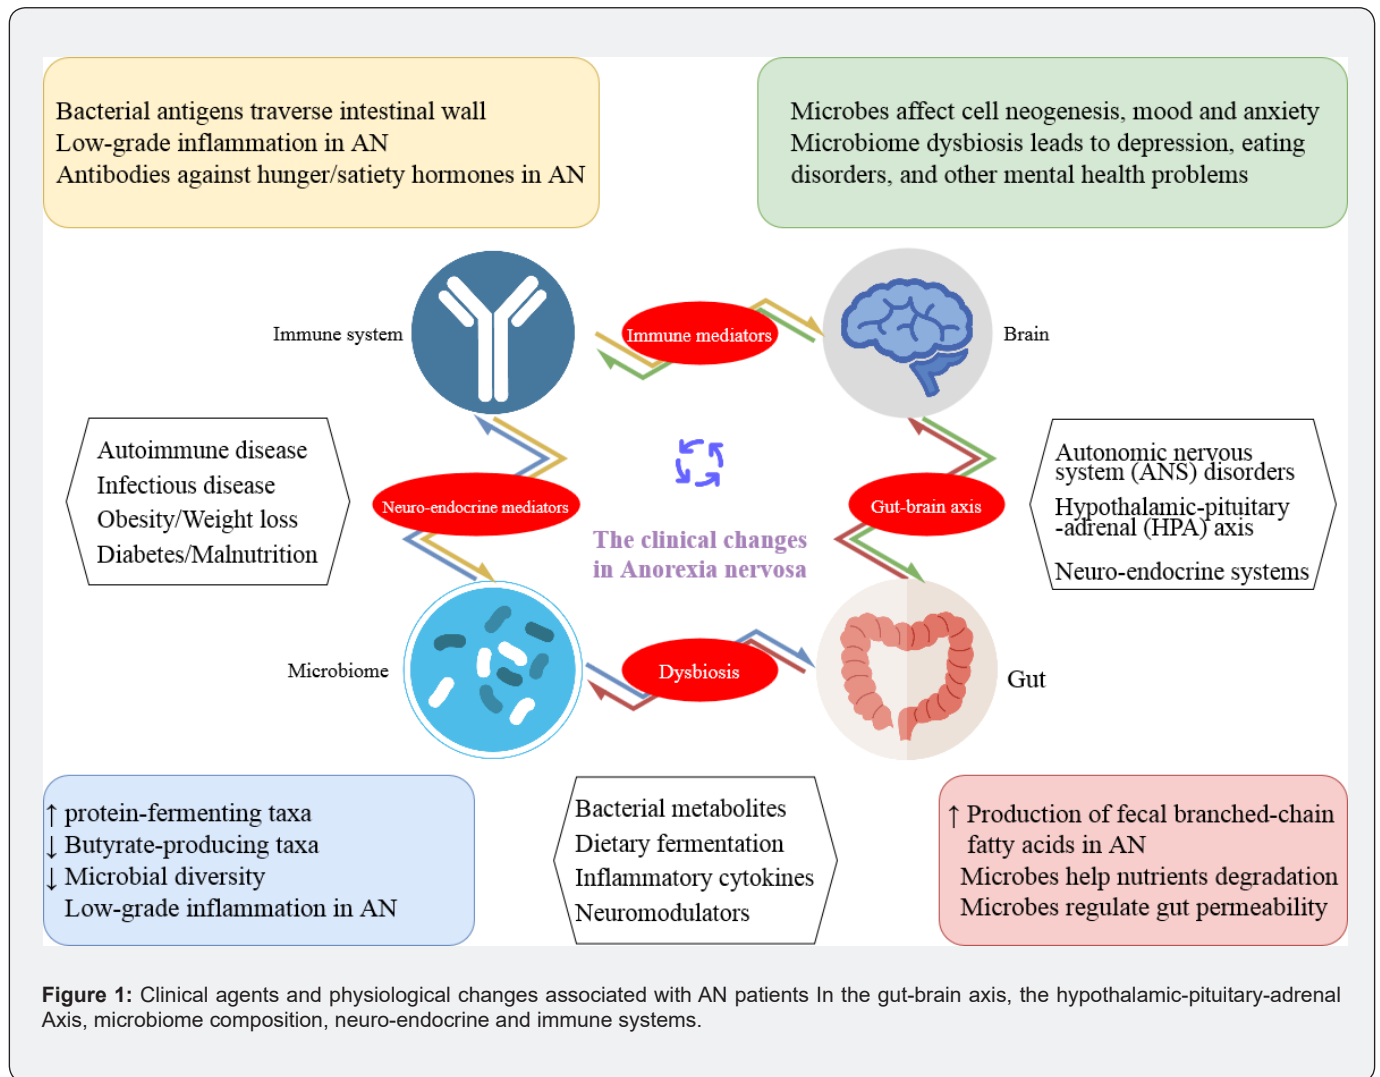 Bacterial antigens traverse intestinal wall
Low-grade inflammation in AN
Antibodies against hunger/satiety hormones in AN
Microbes affect cell neogenesis, mood and anxiety
Microbiome dysbiosis leads to depression, eating
disorders, and other mental health problems
Immune system
Immune mediators
Brain
Autoimmune disease
Infectious disease
Obesity/Weight loss
Diabetes/Malnutrition
Neuro-endocrine mediators
The clinical changes
in Anorexia nervosa
Gut-brain axis
Autonomic nervous
system (ANS) disorders
Hypothalamic-pituitary
-adrenal (HPA) axis
Neuro-endocrine systems
Microbiome
Dysbiosis
Gut
↑ protein-fermenting taxa
↓ Butyrate-producing taxa
↓ Microbial diversity
Low-grade inflammation in AN
Bacterial metabolites
Dietary fermentation
Inflammatory cytokines
Neuromodulators
↑ Production of fecal branched-chain
fatty acids in AN
Microbes help nutrients degradation
Microbes regulate gut permeability
Figure 1: Clinical agents and physiological changes associated with AN patients In the gut-brain axis, the hypothalamic-pituitary-adrenal
Axis, microbiome composition, neuro-endocrine and immune systems.